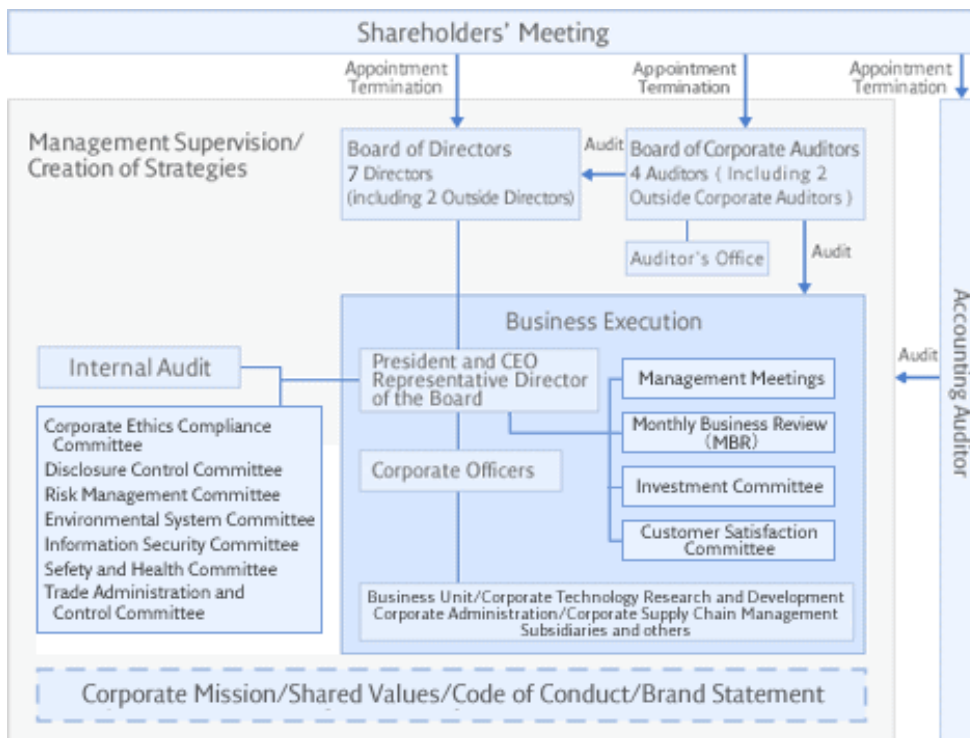 Shareholders' Meeting
Appointment
Termination
Appointment
Termination
Appointment
Termination
Management Supervision/
Creation of Strategies
Board of Directors
7 Directors
(including 2 Outside Directors)
Audit
Board of Corporate Auditors
4 Auditors ( Including 2
Outside Corporate Auditors )
Auditor's Office
Audit
Accounting Auditor
Audit
Business Execution
Internal Audit
President and CEO
Representative Director
of the Board
Management Meetings
Monthly Business Review
(MBR)
Investment Committee
Customer Satisfaction
Committee
Corporate Officers
Corporate Ethics Compliance
Committee
Disclosure Control Committee
Risk Management Committee
Environmental System Committee
Information Security Committee
Safety and Health Committee
Trade Administration and
Control Committee
Business Unit/Corporate Technology Research and Development
Corporate Administration/Corporate Supply Chain Management
Subsidiaries and others
Corporate Mission/Shared Values/Code of Conduct/Brand Statement